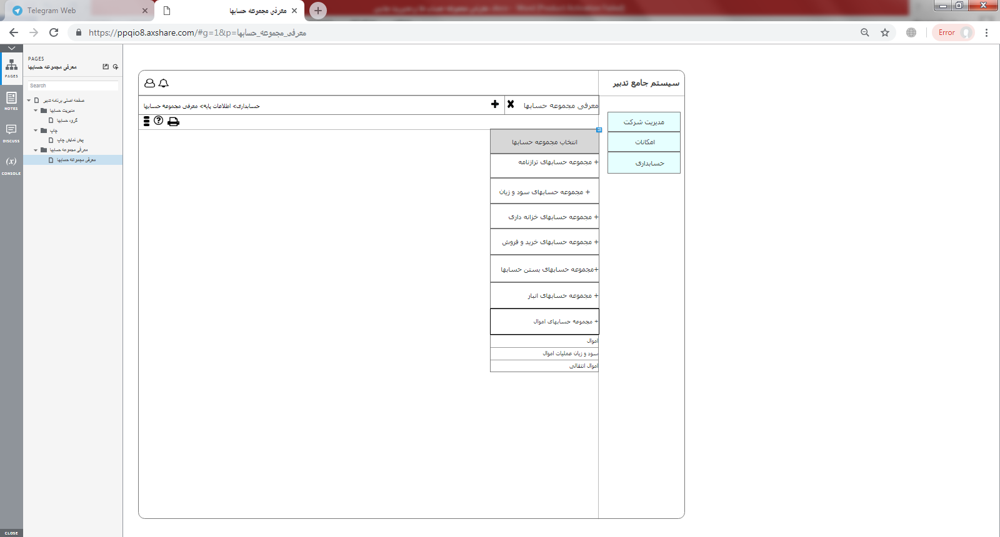 Telegram Web
معرفی مجموعه حسابها
https://ppqio8.axshare.com/#g=1&p=معرفی_مجموعه_حسابها
Error
PAGES
معرفی مجموعه حسابها
Search
صفحه اصلی برنامه تدبیر
مدیریت حسابها
گروه حسابها
چاپ
پیش نمایش چاپ
معرفی مجموعه حسابها
معرفی مجموعه حسابها
PAGES
NOTES
DISCUSS
(x)
CONSOLE
CLOSE
سیستم جامع تدبیر
معرفی مجموعه حسابها
حسابداری> اطلاعات پایه> معرفی مجموعه حسابها
مدیریت شرکت
امکانات
حسابداری
انتخاب مجموعه حسابها
+ مجموعه حسابهای ترازنامه
+ مجموعه حسابهای سود و زیان
+ مجموعه حسابهای خزانه داری
+ مجموعه حسابهای خرید و فروش
+مجموعه حسابهای بستن حسابها
+ مجموعه حسابهای انبار
+ مجموعه حسابهای اموال
اموال
سود و زیان عملیات اموال
اموال انتقالی